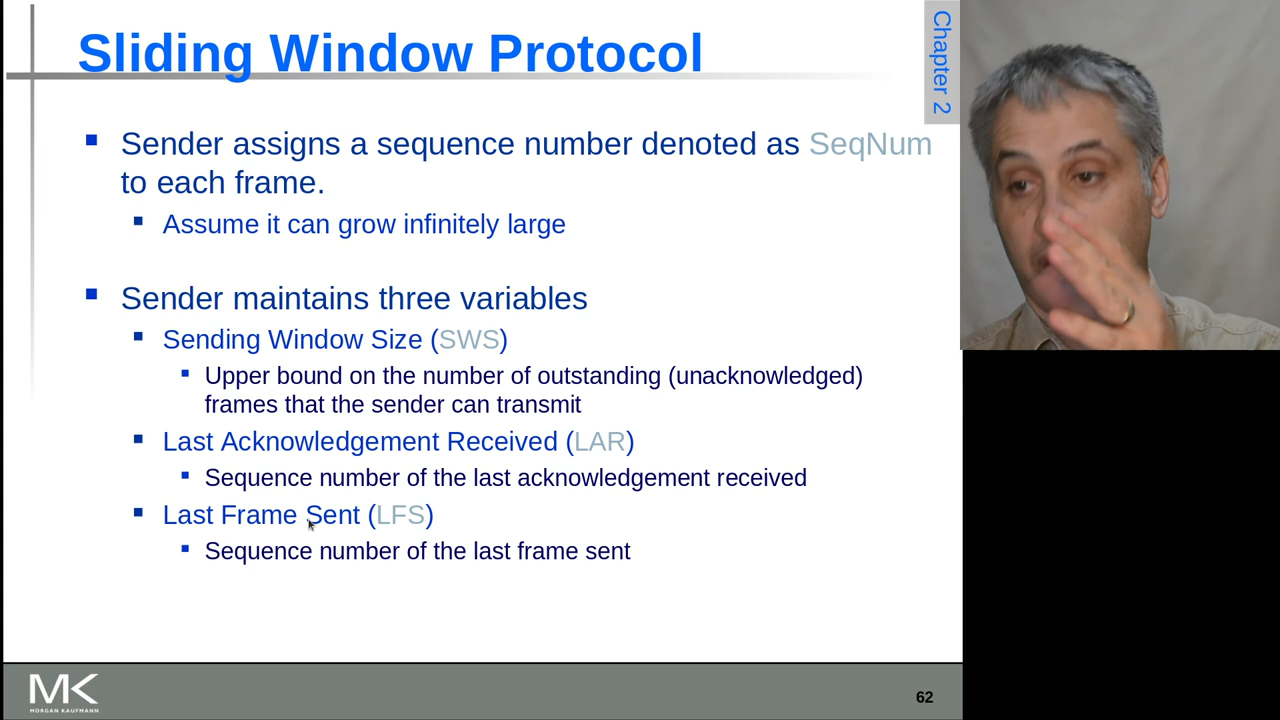 Sliding Window Protocol
Chapter 2
Sender assigns a sequence number denoted as SeqNum
to each frame.
Assume it can grow infinitely large
Sender maintains three variables
Sending Window Size (SWS)
Upper bound on the number of outstanding (unacknowledged)
frames that the sender can transmit
Last Acknowledgement Received (LAR)
Sequence number of the last acknowledgement received
Last Frame Sent (LFS)
Sequence number of the last frame sent
MK
MORGAN KAUFMANN
62